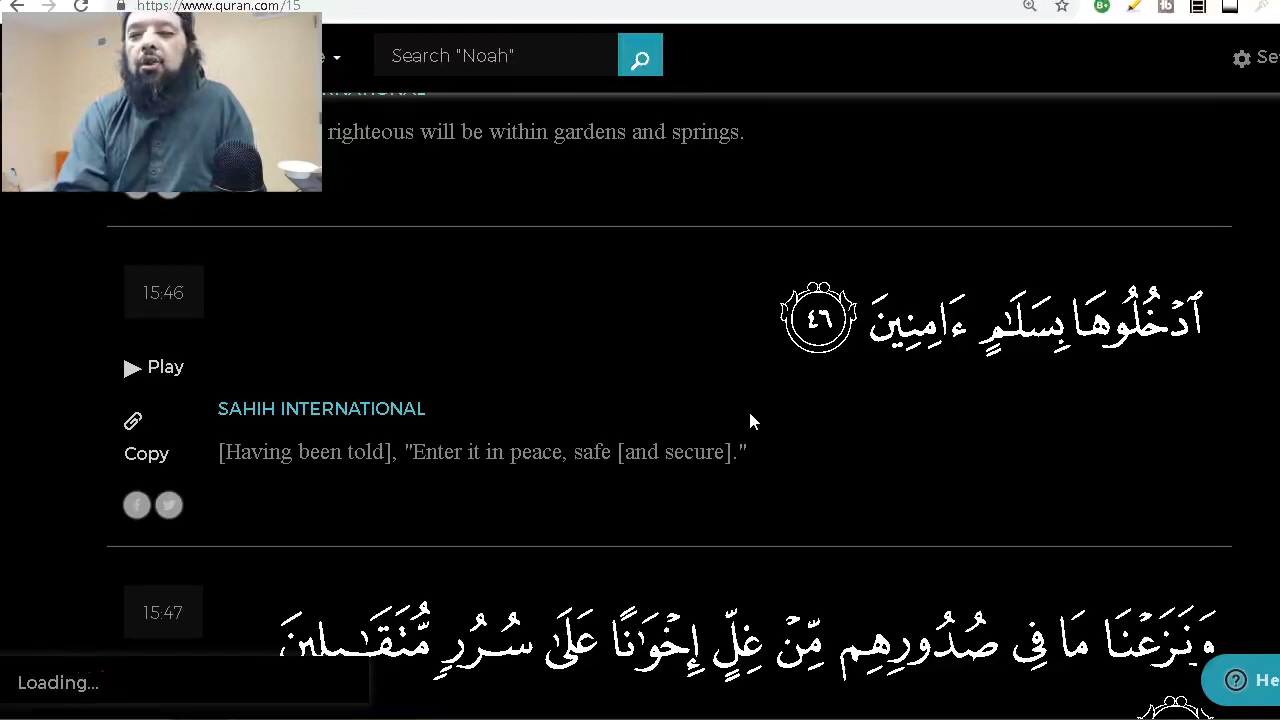 https://www.quran.com/15
Search "Noah"
righteous will be within gardens and springs.
15:46
ٱدۡخُلُوهَا بِسَلَـٰمٍ ءَامِنِينَ ٤٦
Play
SAHIH INTERNATIONAL
Copy
[Having been told], "Enter it in peace, safe [and secure]."
15:47
وَنَزَعۡنَا مَا فِى صُدُورِهِم مِّنۡ غِلٍّ إِخۡوَٰنًا عَلَىٰ سُرُرٍ مُّتَقَـٰبِلِينَ
Loading...